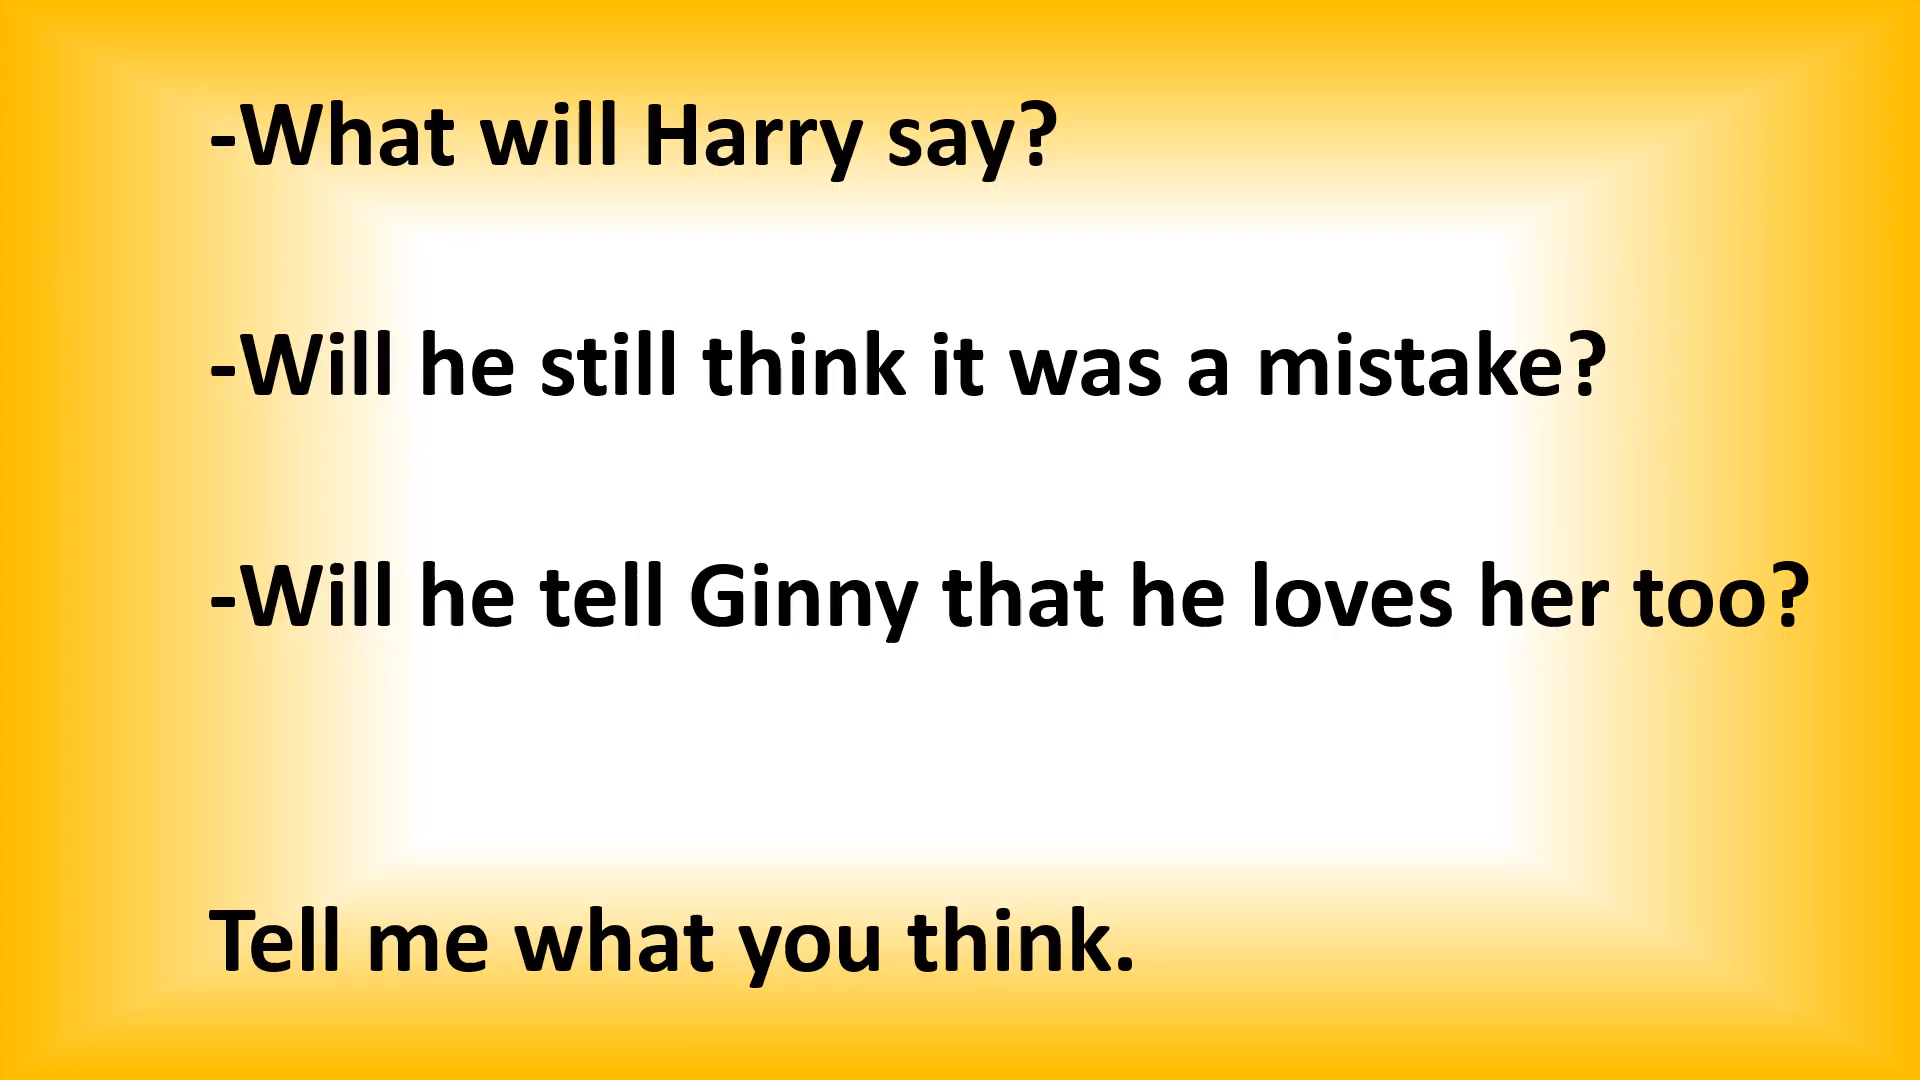 -What will Harry say?
-Will he still think it was a mistake?
-Will he tell Ginny that he loves her too?
Tell me what you think.